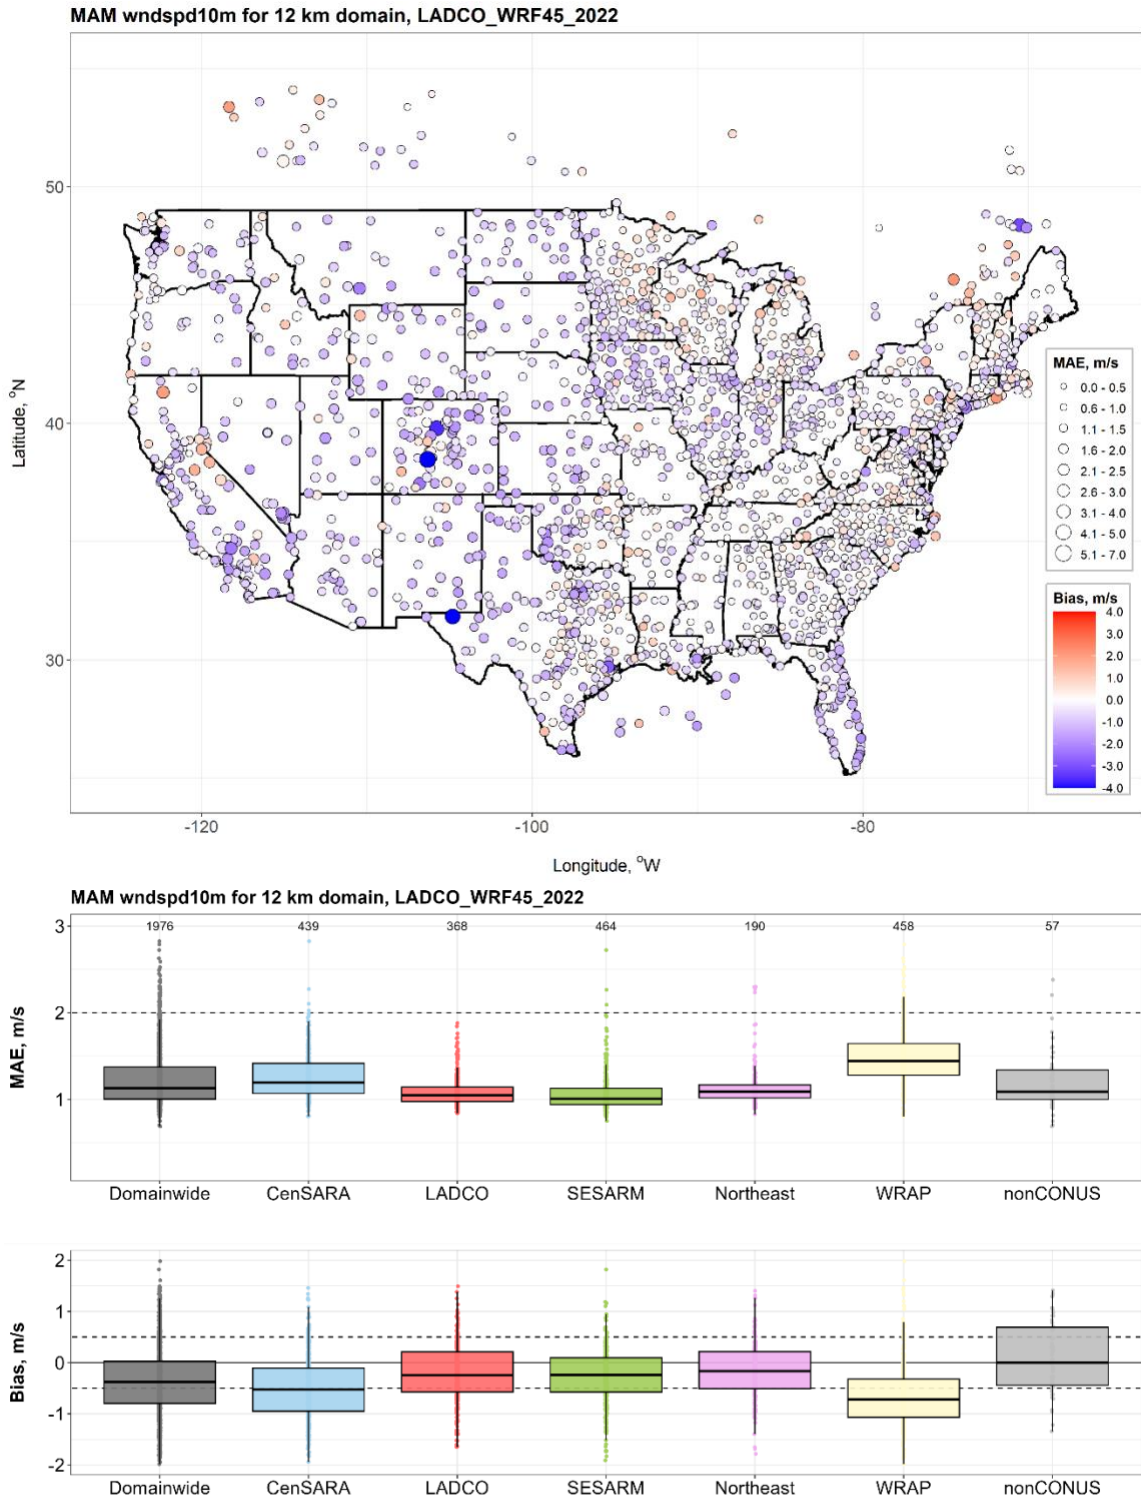 MAM wndspd10m for 12 km domain, LADCO_WRF45_2022
50
40
30
Latitude, °N
-120
-100
-80
Longitude, °W
MAE, m/s
0.0 - 0.5
0.6 - 1.0
1.1 - 1.5
1.6 - 2.0
2.1 - 2.5
2.6 - 3.0
3.1 - 4.0
4.1 - 5.0
5.1 - 7.0
Bias, m/s
4.0
3.0
2.0
1.0
0.0
-1.0
-2.0
-3.0
-4.0
MAM wndspd10m for 12 km domain, LADCO_WRF45_2022
1976 439 368 464 190 458 57
3
2
1
MAE, m/s
Domainwide CenSARA LADCO SESARM Northeast WRAP nonCONUS
2
1
0
-1
-2
Bias, m/s
Domainwide CenSARA LADCO SESARM Northeast WRAP nonCONUS